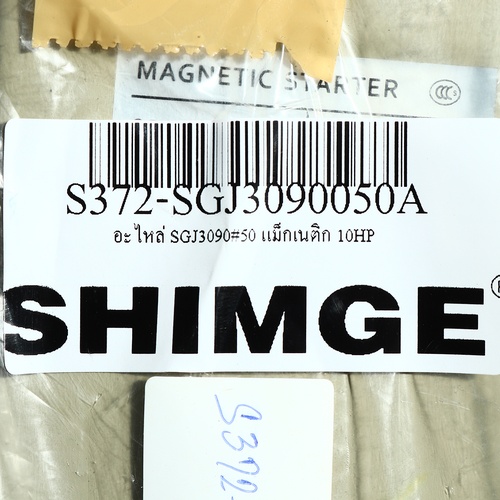 MAGNETIC STARTER
S372-SGJ3090050A
อะไหล่ SGJ3090#50 แม็กเนติก 10HP
SHIMGE
S372-